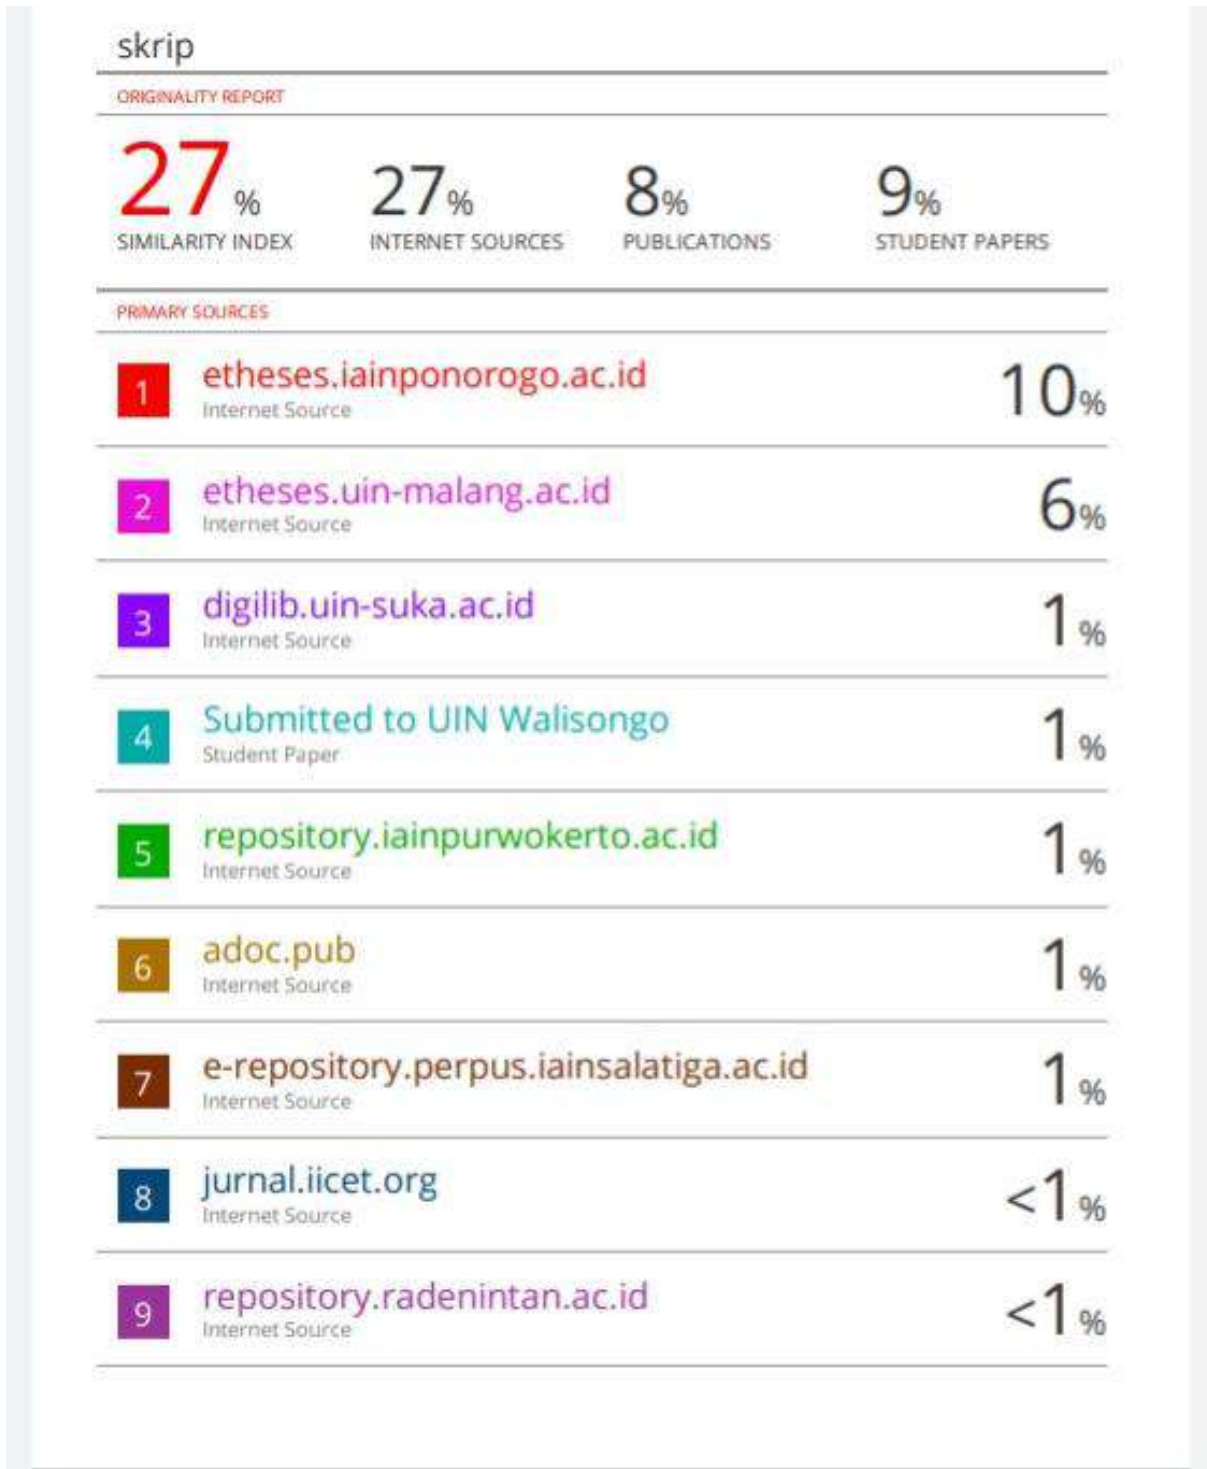 skrip
ORIGINALITY REPORT
27% 27% 8% 9%
SIMILARITY INDEX INTERNET SOURCES PUBLICATIONS STUDENT PAPERS
PRIMARY SOURCES
1 etheses.iainponorogo.ac.id 10%
Internet Source
2 etheses.uin-malang.ac.id 6%
Internet Source
3 digilib.uin-suka.ac.id 1%
Internet Source
4 Submitted to UIN Walisongo 1%
Student Paper
5 repository.iainpurwokerto.ac.id 1%
Internet Source
6 adoc.pub 1%
Internet Source
7 e-repository.perpus.iainsalatiga.ac.id 1%
Internet Source
8 jurnal.iicet.org <1%
Internet Source
9 repository.radenintan.ac.id <1%
Internet Source